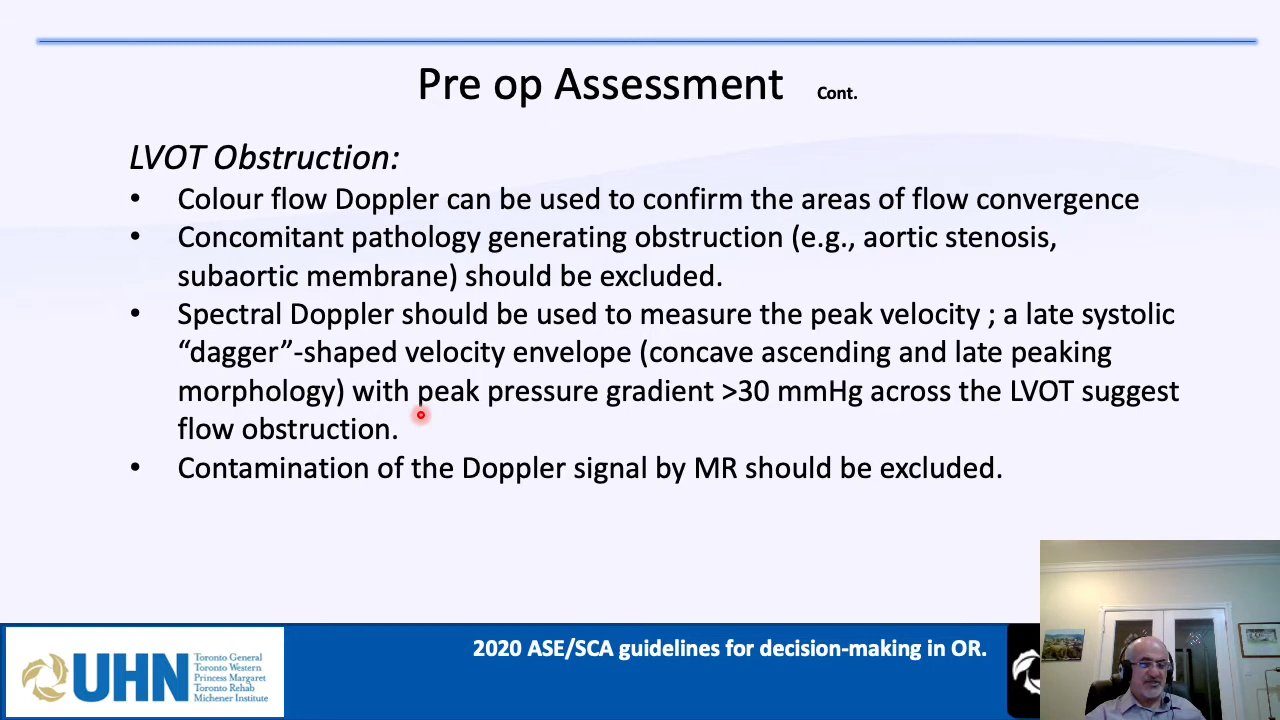 Pre op Assessment Cont.
LVOT Obstruction:
• Colour flow Doppler can be used to confirm the areas of flow convergence
• Concomitant pathology generating obstruction (e.g., aortic stenosis,
subaortic membrane) should be excluded.
• Spectral Doppler should be used to measure the peak velocity ; a late systolic
“dagger”-shaped velocity envelope (concave ascending and late peaking
morphology) with peak pressure gradient >30 mmHg across the LVOT suggest
flow obstruction.
• Contamination of the Doppler signal by MR should be excluded.
2020 ASE/SCA guidelines for decision-making in OR.
UHN
Toronto General
Toronto Western
Princess Margaret
Toronto Rehab
Michener Institute